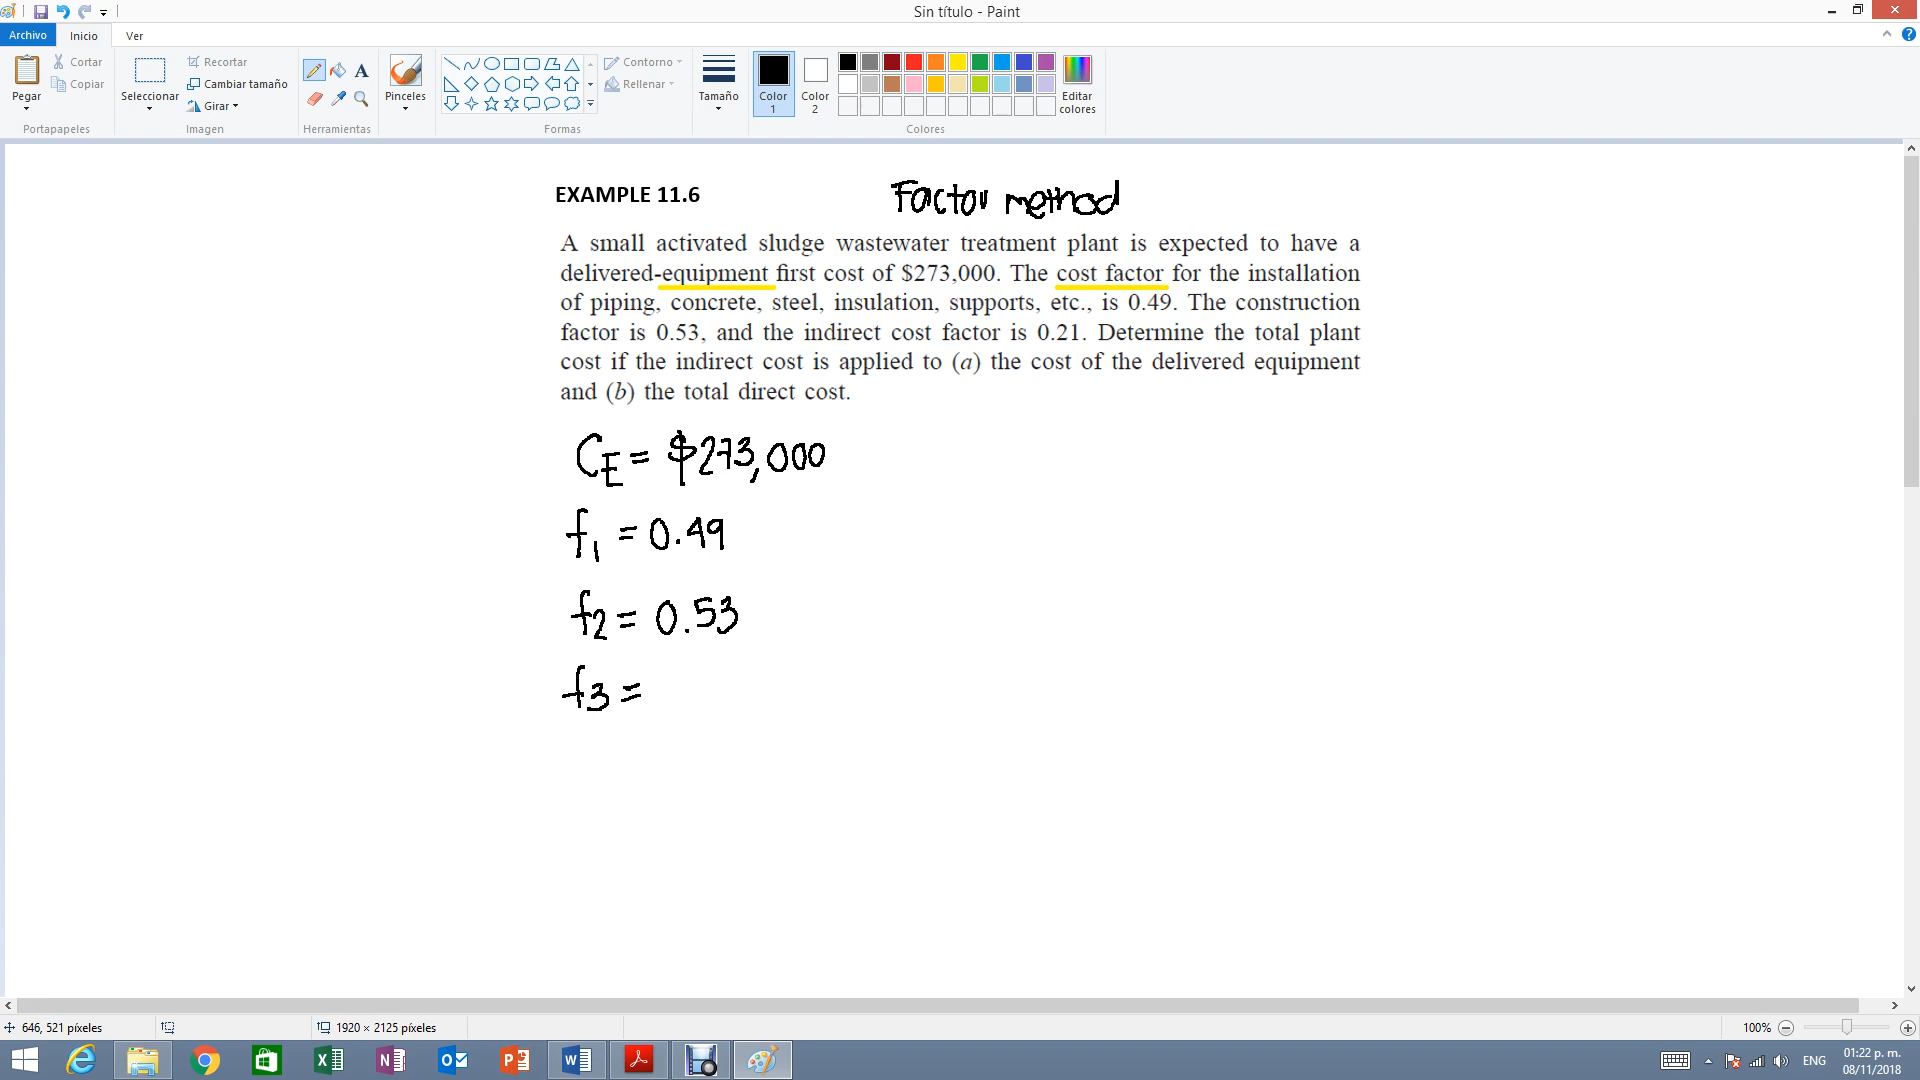 Sin título - Paint
Archivo
Inicio
Ver
Pegar
Cortar
Copiar
Portapapeles
Seleccionar
Recortar
Cambiar tamaño
Girar
Imagen
A
Herramientas
Pinceles
Contorno
Rellenar
Formas
Tamaño
Color 1
Color 2
Editar colores
Colores
EXAMPLE 11.6
Factor method
A small activated sludge wastewater treatment plant is expected to have a
delivered-equipment first cost of $273,000. The cost factor for the installation
of piping, concrete, steel, insulation, supports, etc., is 0.49. The construction
factor is 0.53, and the indirect cost factor is 0.21. Determine the total plant
cost if the indirect cost is applied to (a) the cost of the delivered equipment
and (b) the total direct cost.
CE = $273,000
f1 = 0.49
f2 = 0.53
f3 =
646, 521 píxeles
1920 × 2125 píxeles
100%
ENG
01:22 p. m.
08/11/2018